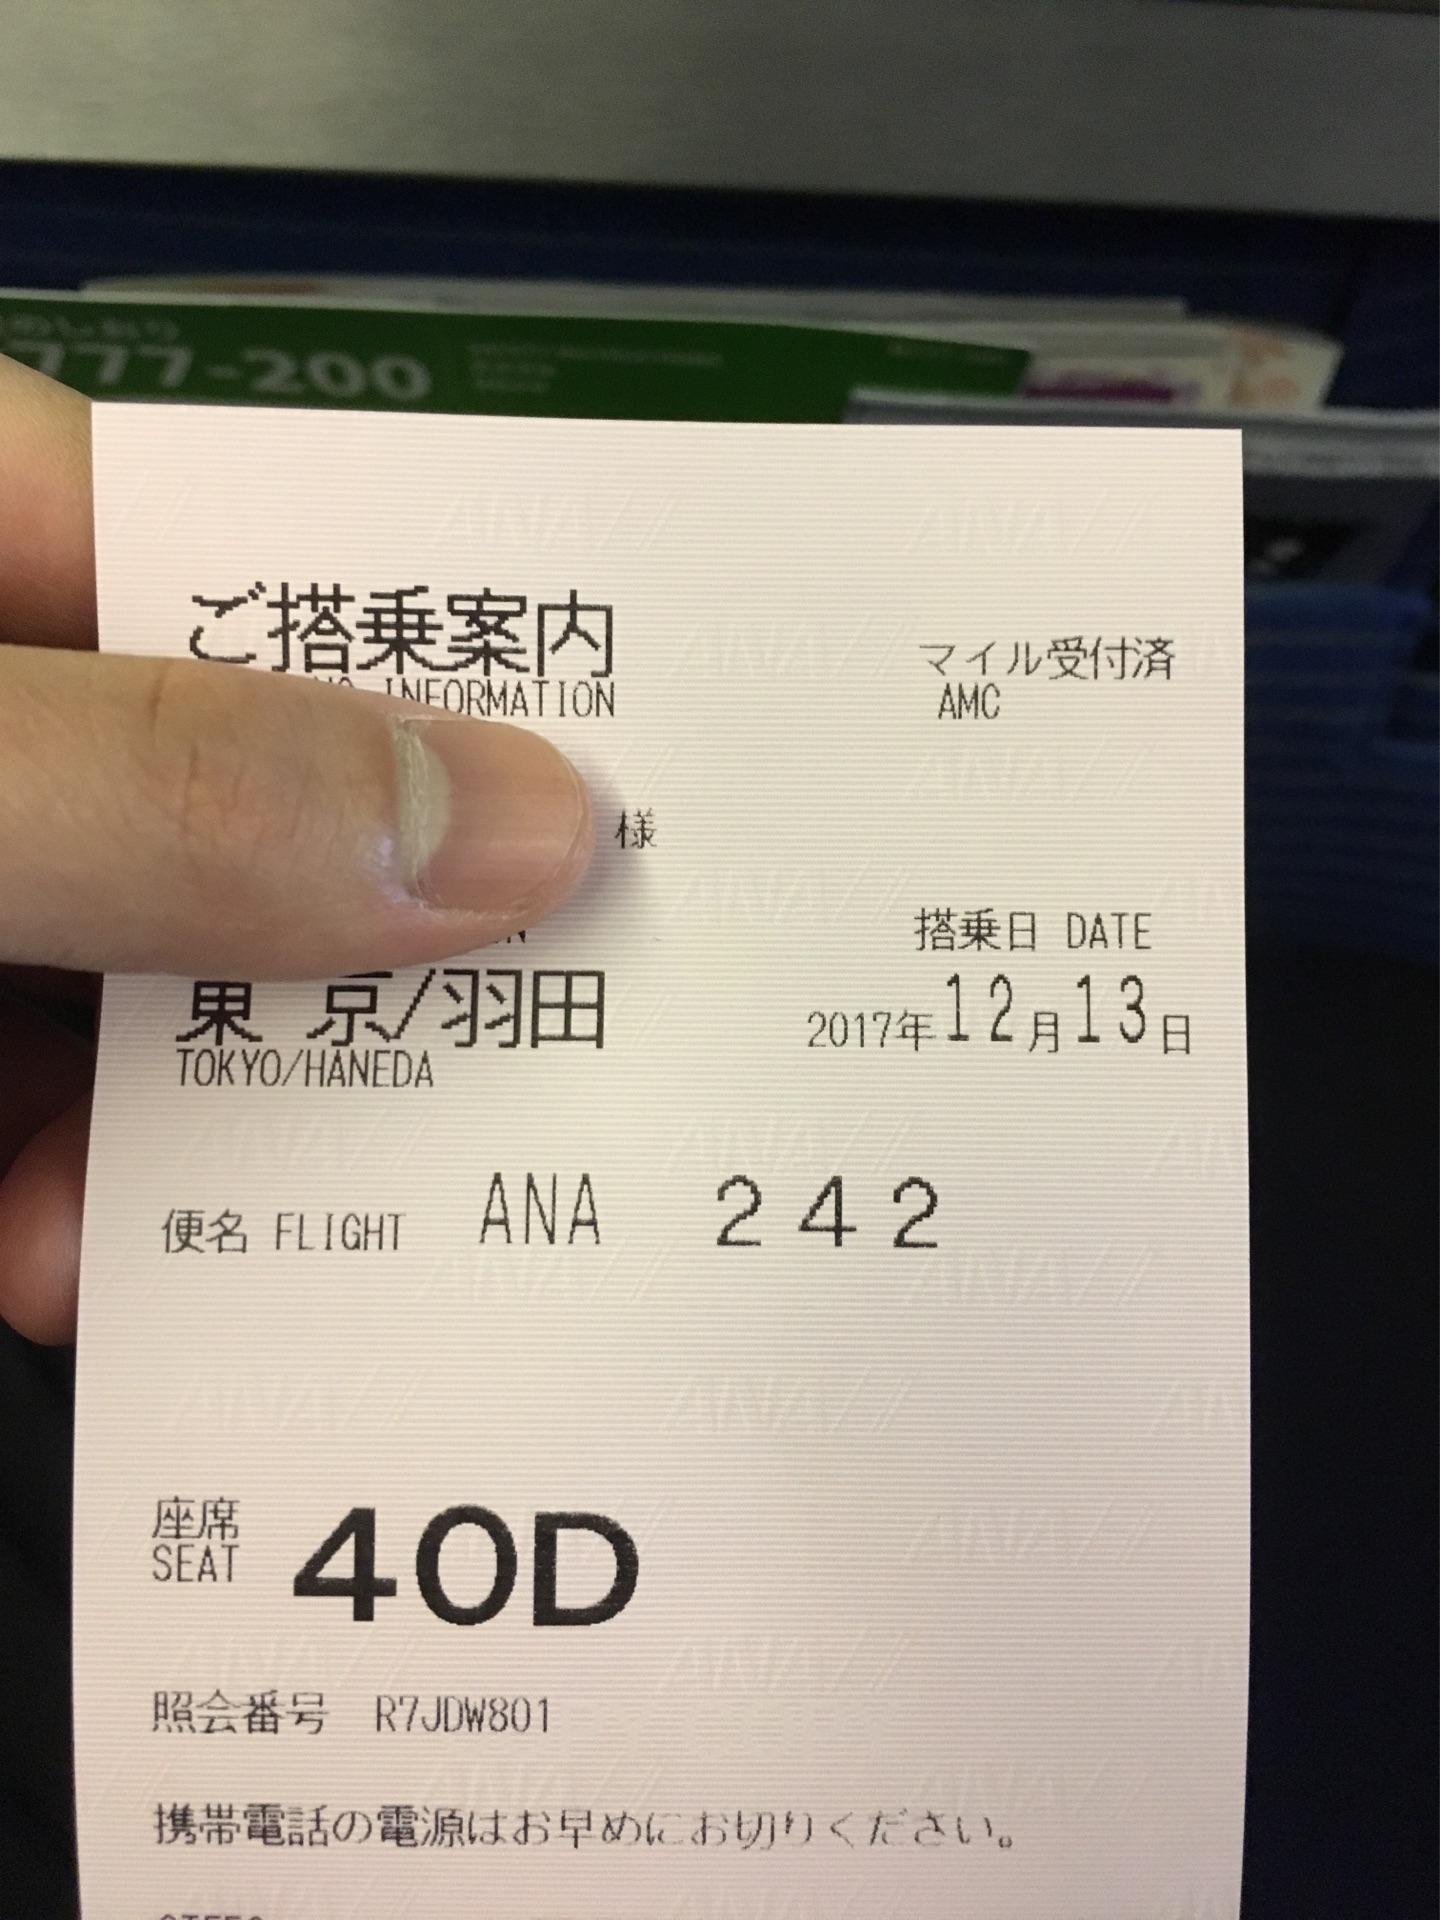 777-200
ご搭乗案内
INFORMATION
マイル受付済
AMC
様
搭乗日 DATE
東 京/羽田
2017年12月13日
TOKYO/HANEDA
便名 FLIGHT ANA 242
座席
SEAT
40D
照会番号 R7JDW801
携帯電話の電源はお早めにお切りください。